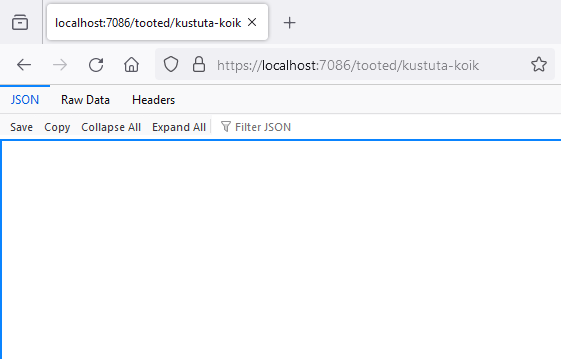 localhost:7086/tooted/kustuta-koik
https://localhost:7086/tooted/kustuta-koik
JSON Raw Data Headers
Save Copy Collapse All Expand All Filter JSON